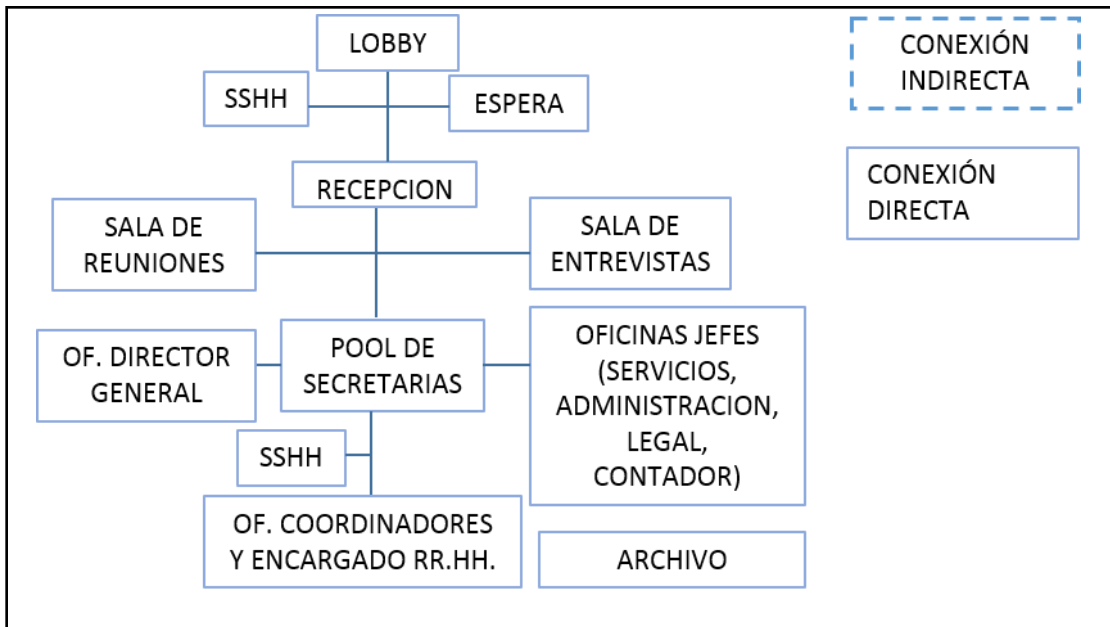 LOBBY
SSHH
ESPERA
RECEPCION
SALA DE
REUNIONES
SALA DE
ENTREVISTAS
OF. DIRECTOR
GENERAL
POOL DE
SECRETARIAS
OFICINAS JEFES
(SERVICIOS,
ADMINISTRACION,
LEGAL,
CONTADOR)
SSHH
OF. COORDINADORES
Y ENCARGADO RR.HH.
ARCHIVO
CONEXIÓN
INDIRECTA
CONEXIÓN
DIRECTA